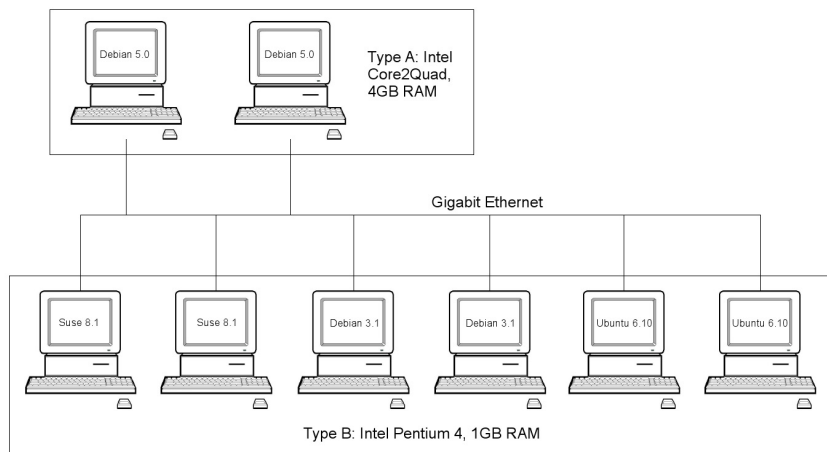 Debian 5.0
Debian 5.0
Type A: Intel
Core2Quad,
4GB RAM
Gigabit Ethernet
Suse 8.1
Suse 8.1
Debian 3.1
Debian 3.1
Ubuntu 6.10
Ubuntu 6.10
Type B: Intel Pentium 4, 1GB RAM